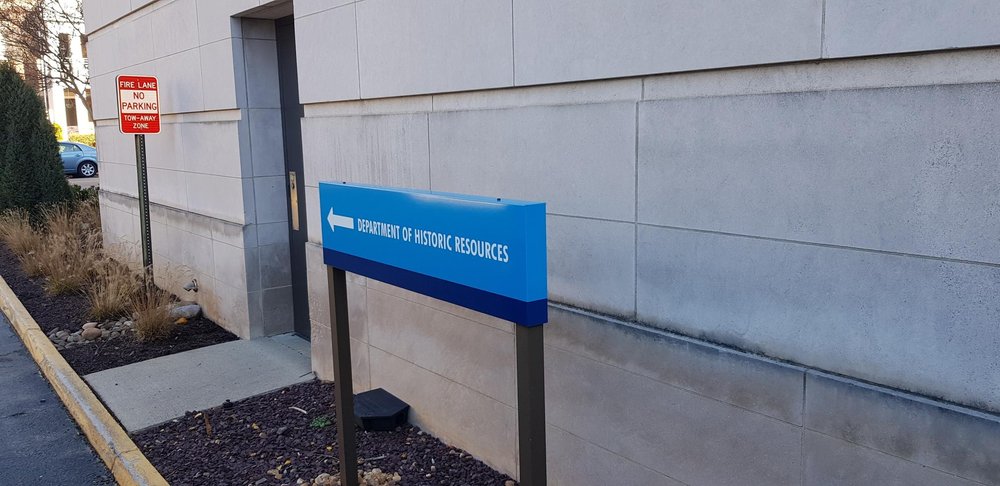 FIRE LANE
NO
PARKING
TOW-AWAY
ZONE
DEPARTMENT OF HISTORIC RESOURCES